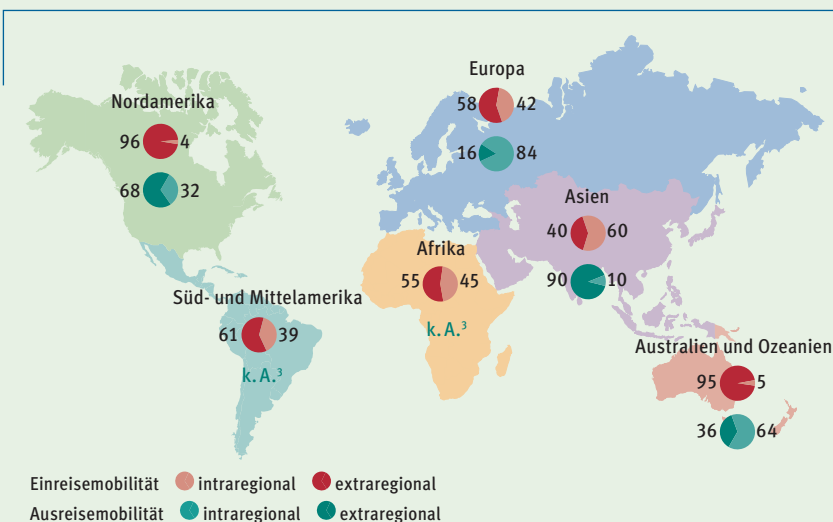 Europa
58 42
16 84
Nordamerika
96 4
68 32
Asien
40 60
90 10
Afrika
55 45
k. A.³
Süd- und Mittelamerika
61 39
k. A.³
Australien und Ozeanien
95 5
36 64
Einreisemobilität intraregional extraregional
Ausreisemobilität intraregional extraregional